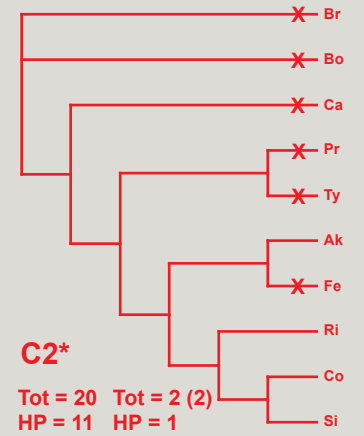 X Br
X Bo
X Ca
X Pr
X Ty
Ak
X Fe
Ri
Co
Si
C2*
Tot = 20 Tot = 2 (2)
HP = 11 HP = 1